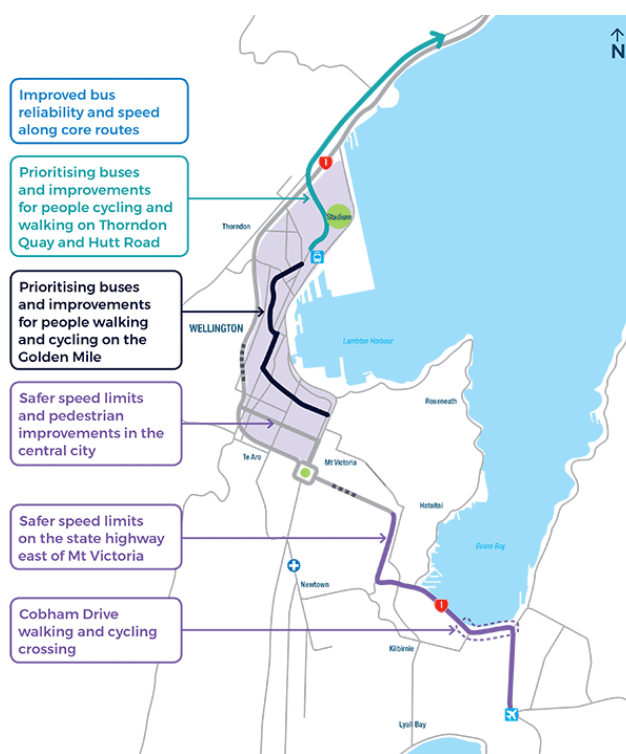 N
Improved bus
reliability and speed
along core routes
Prioritising buses
and improvements
for people cycling and
walking on Thorndon
Quay and Hutt Road
Prioritising buses
and improvements
for people walking
and cycling on the
Golden Mile
Safer speed limits
and pedestrian
improvements in the
central city
Safer speed limits
on the state highway
east of Mt Victoria
Cobham Drive
walking and cycling
crossing
1
Stadium
Thorndon
WELLINGTON
Lambton Harbour
Roseneath
Te Aro
Mt Victoria
Hataitai
Evans Bay
Newtown
1
Kilbirnie
Lyall Bay